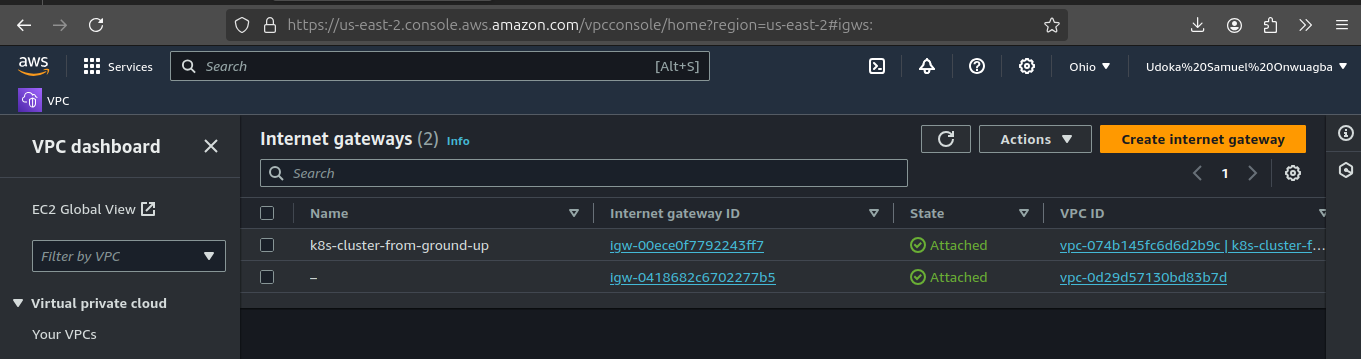 https://us-east-2.console.aws.amazon.com/vpcconsole/home?region=us-east-2#igws:
aws Services Search [Alt+S] Ohio Udoka%20Samuel%20Onwuagba
VPC
VPC dashboard
EC2 Global View
Filter by VPC
Virtual private cloud
Your VPCs
Internet gateways (2) Info
Actions Create internet gateway
Search 1
Name Internet gateway ID State VPC ID
k8s-cluster-from-ground-up igw-00ece0f7792243ff7 Attached vpc-074b145fc6d6d2b9c | k8s-cluster-f…
– igw-0418682c6702277b5 Attached vpc-0d29d57130bd83b7d